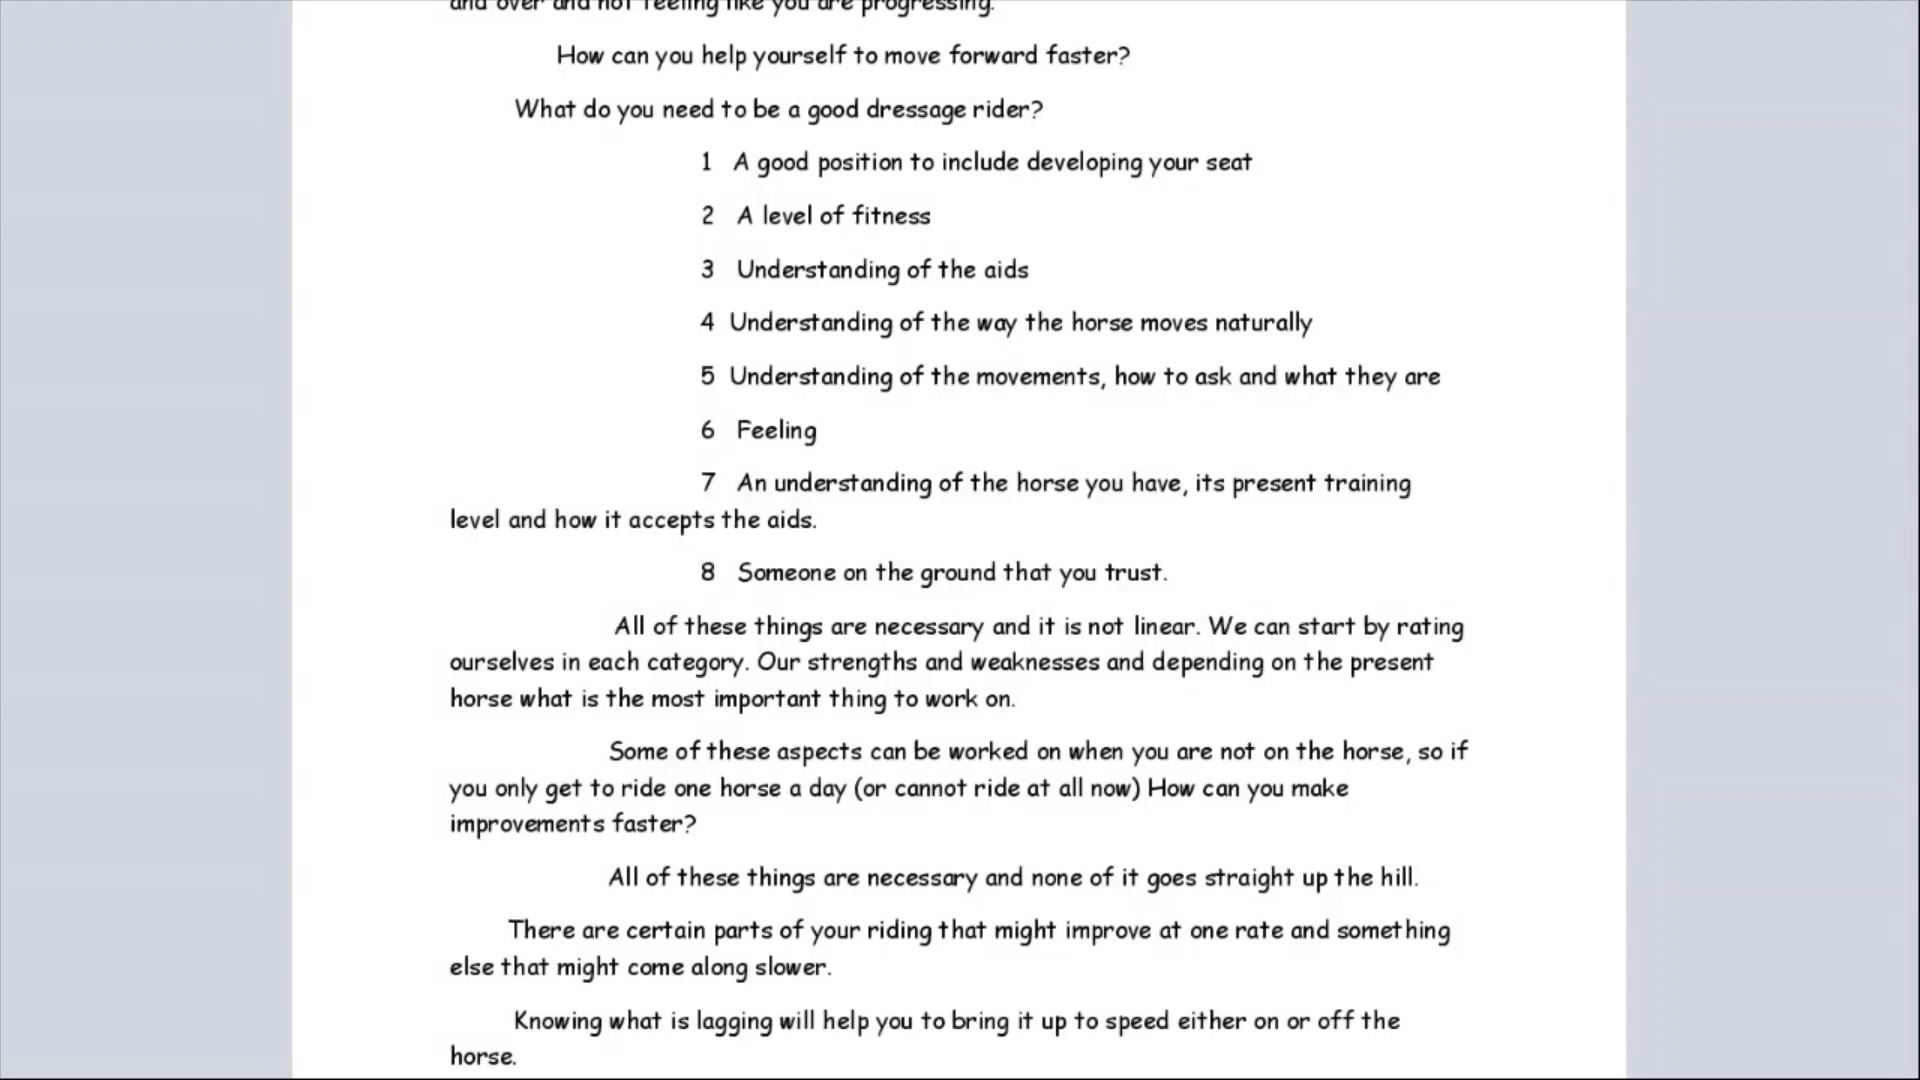 and over and not feeling like you are progressing.
How can you help yourself to move forward faster?
What do you need to be a good dressage rider?
1 A good position to include developing your seat
2 A level of fitness
3 Understanding of the aids
4 Understanding of the way the horse moves naturally
5 Understanding of the movements, how to ask and what they are
6 Feeling
7 An understanding of the horse you have, its present training
level and how it accepts the aids.
8 Someone on the ground that you trust.
All of these things are necessary and it is not linear. We can start by rating
ourselves in each category. Our strengths and weaknesses and depending on the present
horse what is the most important thing to work on.
Some of these aspects can be worked on when you are not on the horse, so if
you only get to ride one horse a day (or cannot ride at all now) How can you make
improvements faster?
All of these things are necessary and none of it goes straight up the hill.
There are certain parts of your riding that might improve at one rate and something
else that might come along slower.
Knowing what is lagging will help you to bring it up to speed either on or off the
horse.